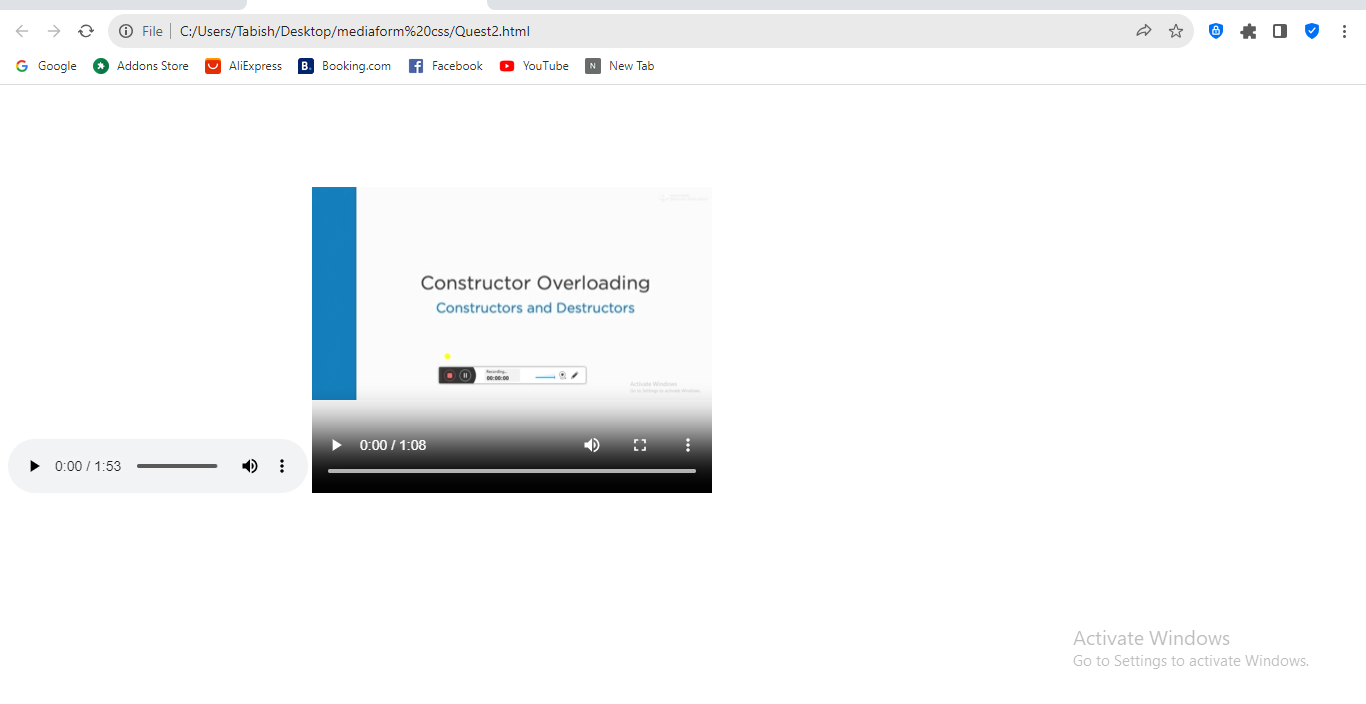 File C:/Users/Tabish/Desktop/mediaform%20css/Quest2.html
Google Addons Store AliExpress B. Booking.com Facebook YouTube N New Tab
Constructor Overloading
Constructors and Destructors
Recording...
00:00:00
Activate Windows
Go to Settings to activate Windows.
0:00 / 1:08
0:00 / 1:53
Activate Windows
Go to Settings to activate Windows.